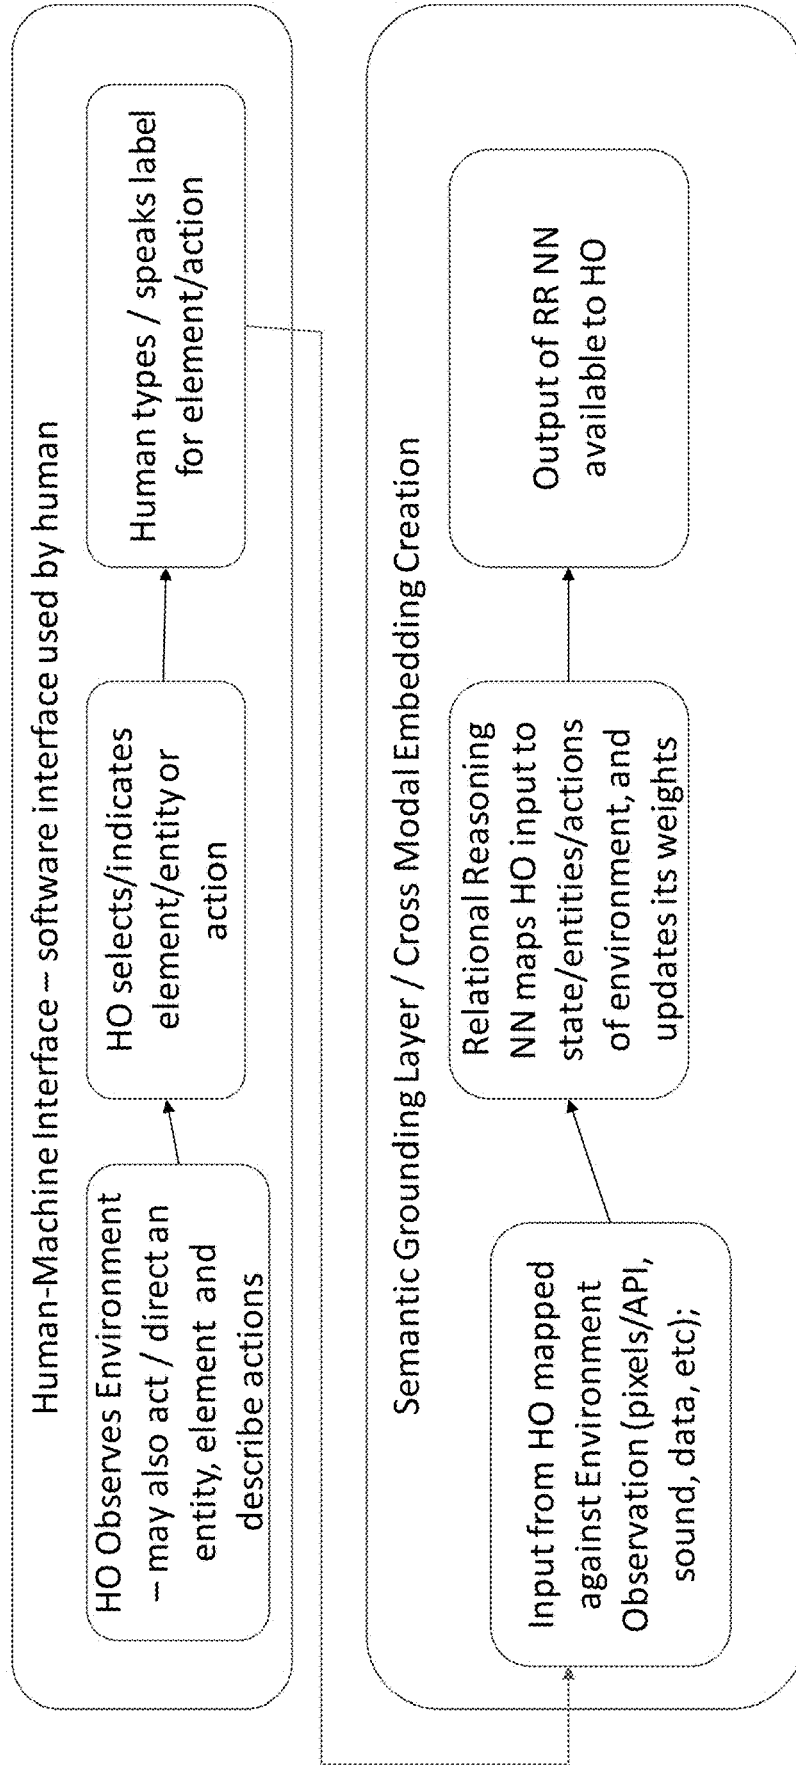 Human-Machine Interface – software interface used by human
HO Observes Environment
– may also act / direct an
entity, element and
describe actions
HO selects/indicates
element/entity or
action
Human types / speaks label
for element/action
Semantic Grounding Layer / Cross Modal Embedding Creation
Input from HO mapped
against Environment
Observation (pixels/API,
sound, data, etc);
Relational Reasoning
NN maps HO input to
state/entities/actions
of environment, and
updates its weights
Output of RR NN
available to HO